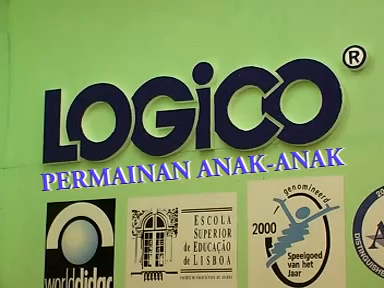 LOGiCO ®
PERMAINAN ANAK-ANAK
worlddidac
ESCOLA
SUPERIOR
de EDUCAÇÃO
de LISBOA
genomineerd
2000
Speelgoed
van het
Jaar